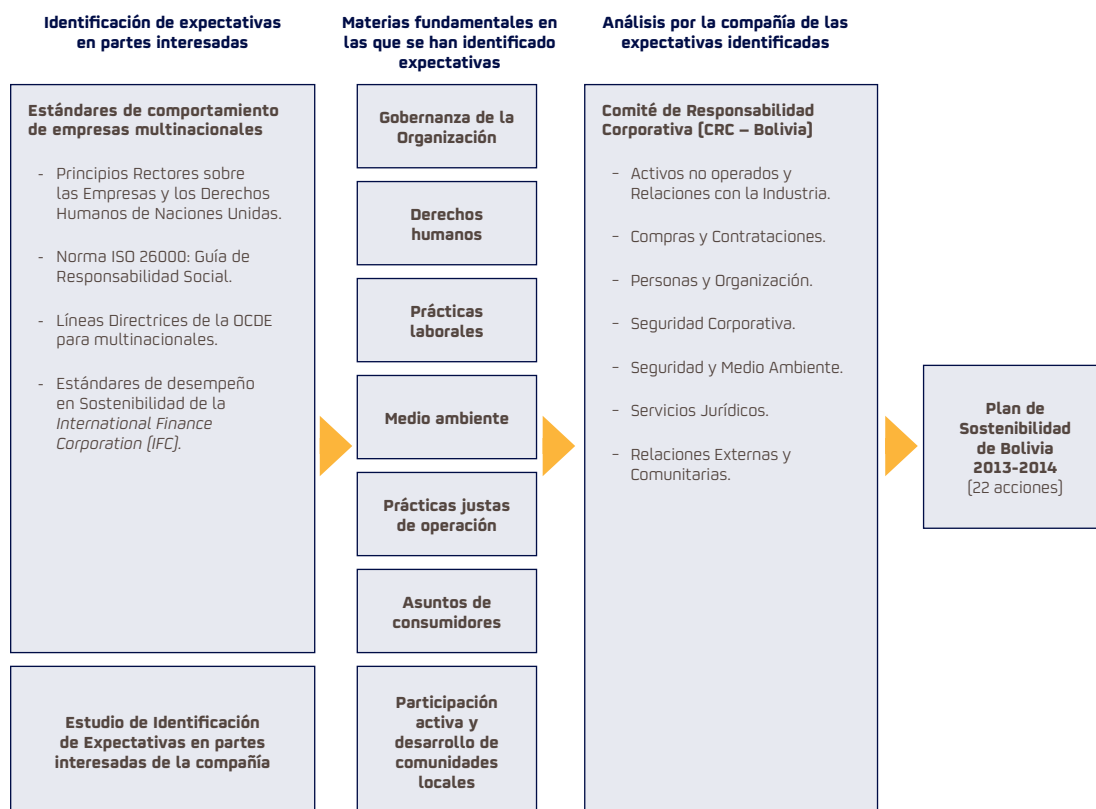 Identificación de expectativas
en partes interesadas
Estándares de comportamiento
de empresas multinacionales
- Principios Rectores sobre
las Empresas y los Derechos
Humanos de Naciones Unidas.
- Norma ISO 26000: Guía de
Responsabilidad Social.
- Líneas Directrices de la OCDE
para multinacionales.
- Estándares de desempeño
en Sostenibilidad de la
International Finance
Corporation (IFC).
Estudio de Identificación
de Expectativas en partes
interesadas de la compañía
Materias fundamentales en
las que se han identificado
expectativas
Gobernanza de la
Organización
Derechos
humanos
Prácticas
laborales
Medio ambiente
Prácticas justas
de operación
Asuntos de
consumidores
Participación
activa y
desarrollo de
comunidades
locales
Análisis por la compañía de las
expectativas identificadas
Comité de Responsabilidad
Corporativa (CRC – Bolivia)
- Activos no operados y
Relaciones con la Industria.
- Compras y Contrataciones.
- Personas y Organización.
- Seguridad Corporativa.
- Seguridad y Medio Ambiente.
- Servicios Jurídicos.
- Relaciones Externas y
Comunitarias.
Plan de
Sostenibilidad
de Bolivia
2013-2014
(22 acciones)